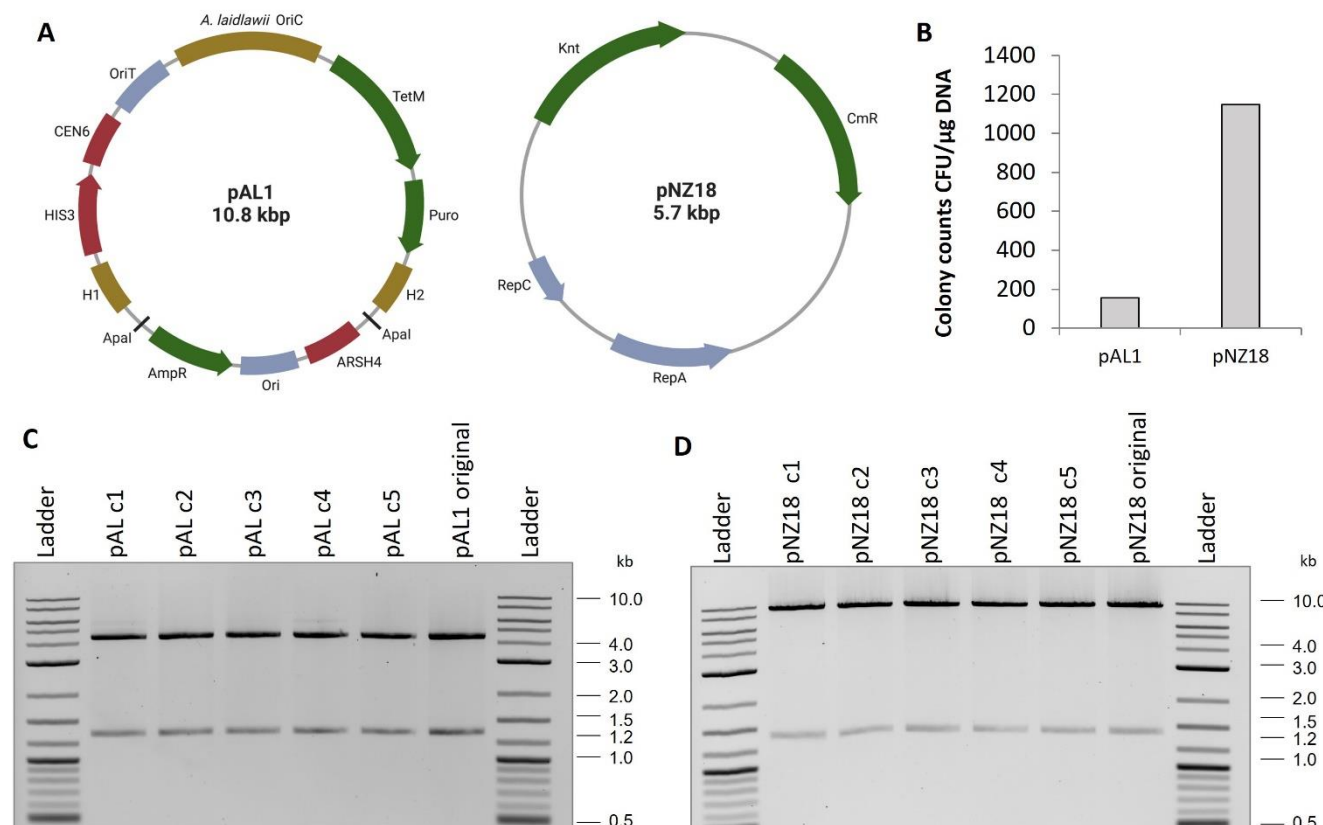 A
A. laidlawii OriC
OriT
TetM
CEN6
pAL1
10.8 kbp
HIS3
Puro
H1
H2
ApaI
ApaI
AmpR
Ori
ARSH4
Knt
CmR
pNZ18
5.7 kbp
RepC
RepA
B
Colony counts CFU/µg DNA
1400
1200
1000
800
600
400
200
0
pAL1
pNZ18
C
Ladder
pAL c1
pAL c2
pAL c3
pAL c4
pAL c5
pAL1 original
Ladder
kb
10.0
4.0
3.0
2.0
1.5
1.2
1.0
0.5
D
Ladder
pNZ18 c1
pNZ18 c2
pNZ18 c3
pNZ18 c4
pNZ18 c5
pNZ18 original
Ladder
kb
10.0
4.0
3.0
2.0
1.5
1.2
1.0
0.5